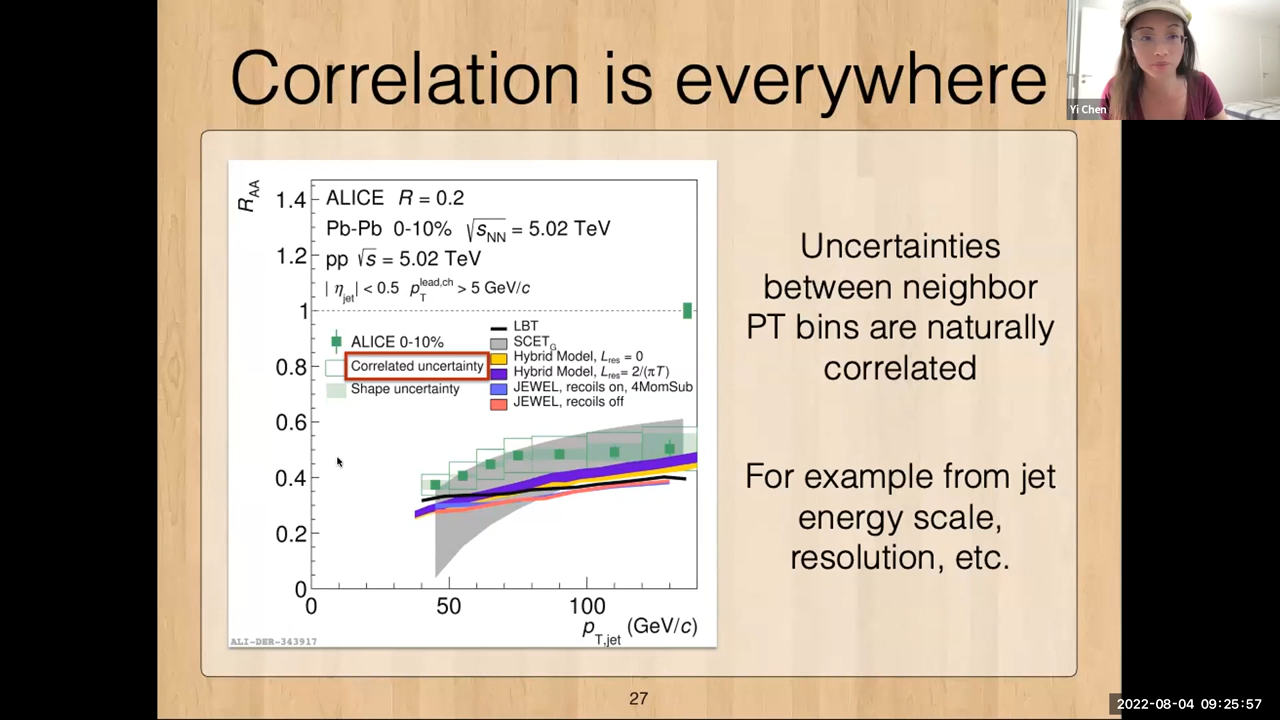 Correlation is everywhere
Yi Chen
R_AA
1.4
1.2
1
0.8
0.6
0.4
0.2
0
ALICE R = 0.2
Pb-Pb 0-10% √s_NN = 5.02 TeV
pp √s = 5.02 TeV
| η_jet | < 0.5 p_T^lead,ch > 5 GeV/c
ALICE 0-10%
Correlated uncertainty
Shape uncertainty
LBT
SCET_G
Hybrid Model, L_res = 0
Hybrid Model, L_res = 2/(πT)
JEWEL, recoils on, 4MomSub
JEWEL, recoils off
0
50
100
p_T,jet (GeV/c)
ALI-DER-343917
Uncertainties
between neighbor
PT bins are naturally
correlated
For example from jet
energy scale,
resolution, etc.
27
2022-08-04 09:25:57